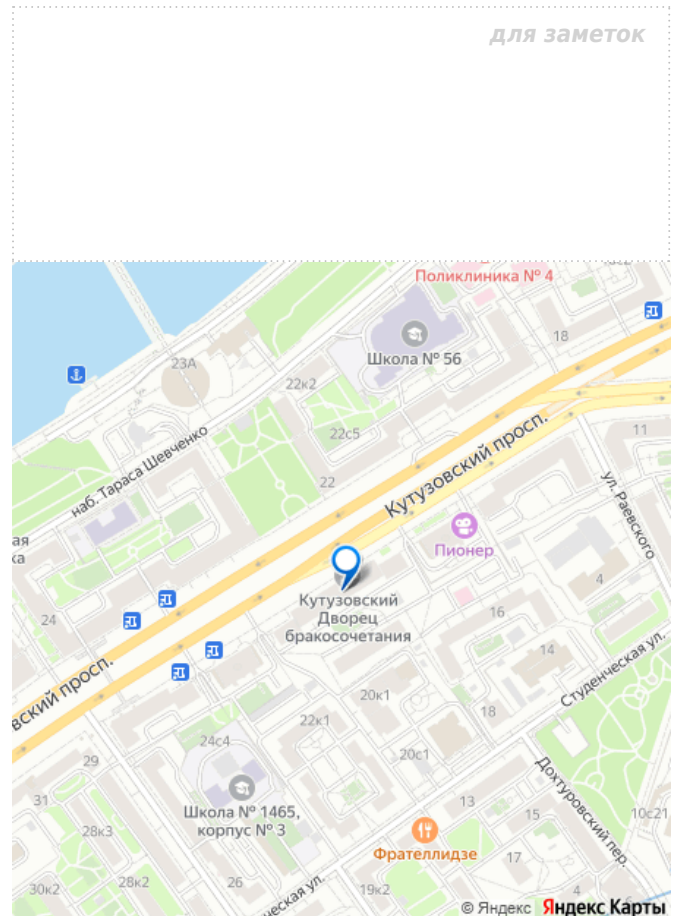 для заметок
Поликлиника № 4
18
Школа № 56
23А
22к2
22с5
11
Кутузовский просп.
наб. Тараса Шевченко
22
ул. Раевского
Пионер
4
Кутузовский
Дворец
бракосочетания
24
16
14
Студенческая ул.
вский просп.
20к1
18
22к1
24с4
20с1
29
Дохтуровский пер.
31
Школа № 1465,
корпус № 3
13
15
10с21
28к3
Фрателлидзе
17
30к2
28к2
26
ческая ул.
19к2
4
© Яндекс Яндекс Карты